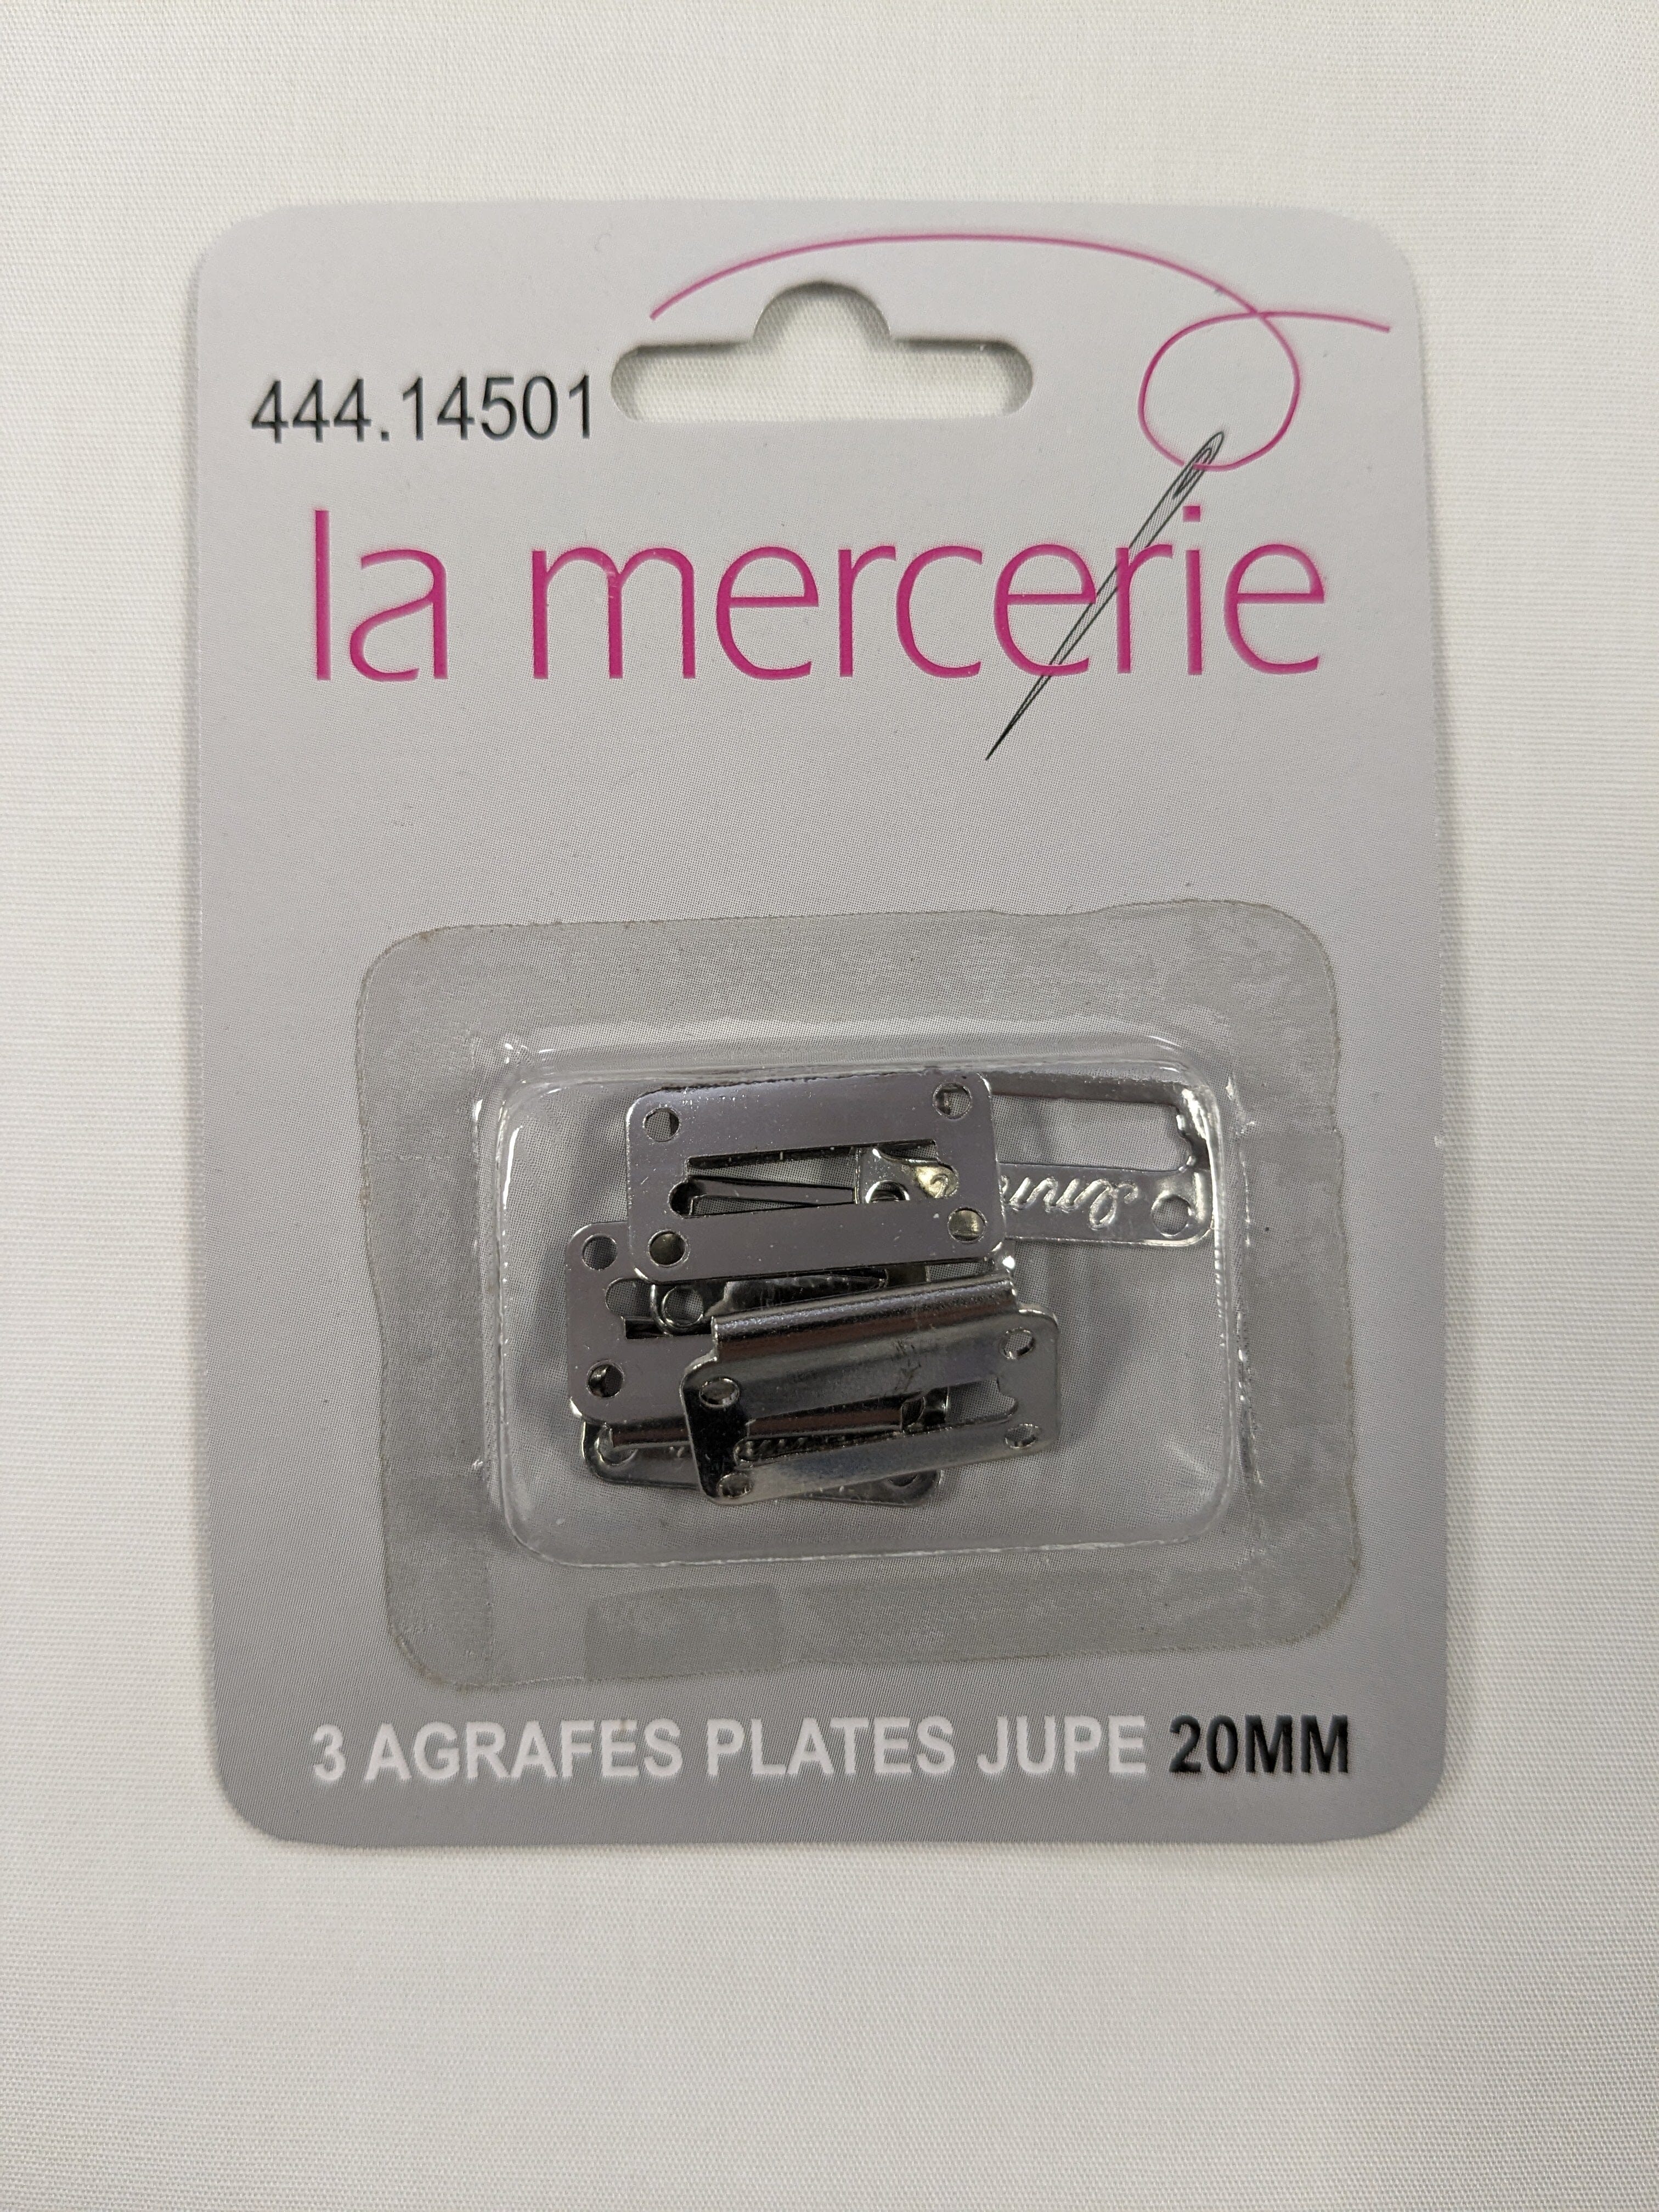 444.14501
la mercerie
3 AGRAFES PLATES JUPE 20MM